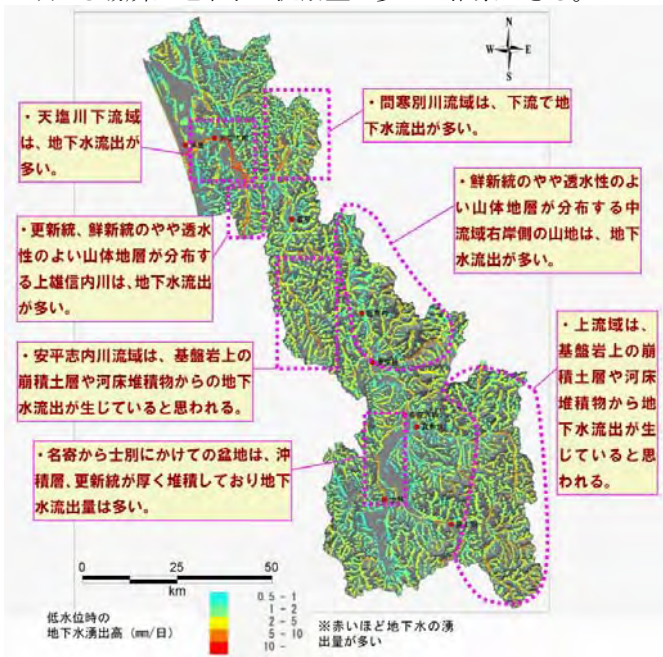 N
W E
S
・天塩川下流域
は、地下水流出が
多い。
・問寒別川流域は、下流で地
下水流出が多い。
・鮮新統のやや透水性のよ
い山体地層が分布する中
流域右岸側の山地は、地下
水流出が多い。
・更新統、鮮新統のやや透水
性のよい山体地層が分布す
る上雄信内川は、地下水流出
が多い。
・上流域は、
基盤岩上の崩
積土層や河床
堆積物から地
下水流出が生
じていると思
われる。
・安平志内川流域は、基盤岩上の
崩積土層や河床堆積物からの地下
水流出が生じていると思われる。
・名寄から士別にかけての盆地は、沖
積層、更新統が厚く堆積しており地下
水流出量は多い。
0 25 50
km
低水位時の
地下水湧出高（mm/日）
0.5 - 1
1 - 2
2 - 5
5 - 10
10 -
※赤いほど地下水の湧
出量が多い